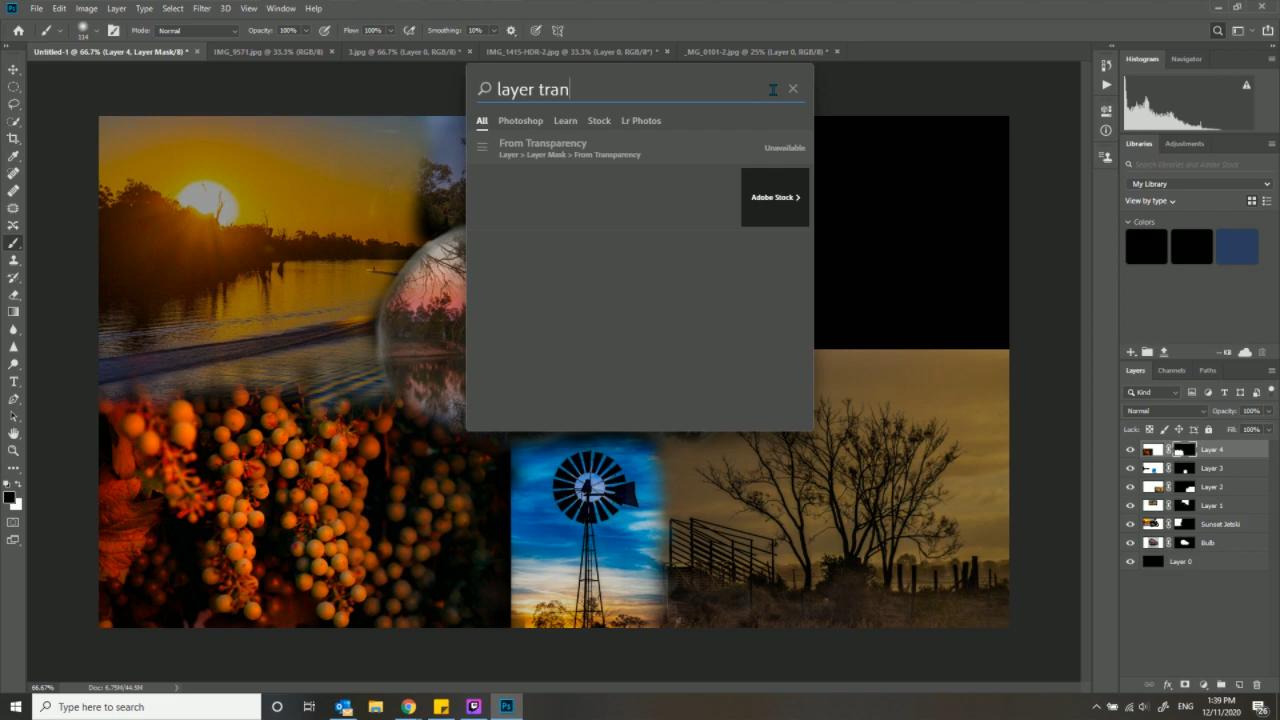 Ps File Edit Image Layer Type Select Filter 3D View Window Help
114 Mode: Normal Opacity: 100% Flow: 100% Smoothing: 10%
Untitled-1 @ 66.7% (Layer 4, Layer Mask/8) * × IMG_9571.jpg @ 33.3% (RGB/8) × 3.jpg @ 66.7% (Layer 0, RGB/8) * × IMG_1415-HDR-2.jpg @ 33.3% (Layer 0, RGB/8*) * × _MG_0101-2.jpg @ 25% (Layer 0, RGB/8) * ×
layer tran
All Photoshop Learn Stock Lr Photos
From Transparency
Layer > Layer Mask > From Transparency
Unavailable
Adobe Stock >
Histogram Navigator
Libraries Adjustments
Search Libraries and Adobe Stock
My Library
View by type
Colors
-- KB
Layers Channels Paths
Kind
Normal Opacity: 100%
Lock: Fill: 100%
Layer 4
Layer 3
Layer 2
Layer 1
Sunset Jetski
Bulb
Layer 0
66.67% Doc: 6.75M/44.5M
Type here to search
Ps
ENG
1:39 PM
12/11/2020
26